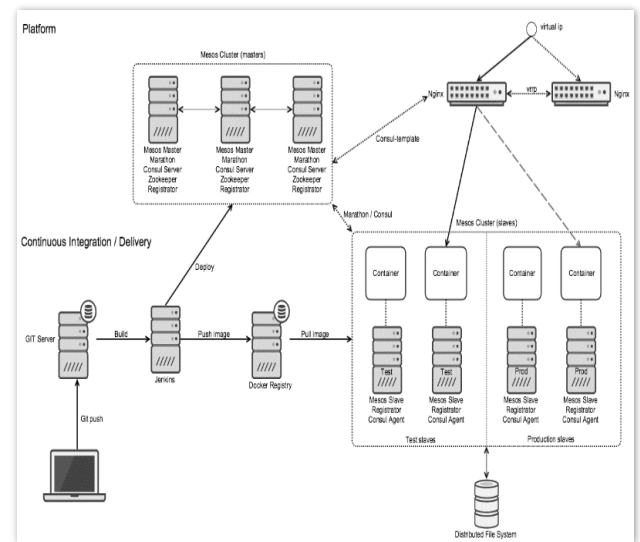 Platform
virtual ip
Mesos Cluster (masters)
Nginx
vrrp
Nginx
Consul-template
Mesos Master
Marathon
Consul Server
Zookeeper
Registrator
Mesos Master
Marathon
Consul Server
Zookeeper
Registrator
Mesos Master
Marathon
Consul Server
Zookeeper
Registrator
Marathon / Consul
Mesos Cluster (slaves)
Continuous Integration / Delivery
Deploy
Container
Container
Container
Container
GIT Server
Build
Jenkins
Push Image
Docker Registry
Pull Image
Test
Test
Prod
Prod
Mesos Slave
Registrator
Consul Agent
Mesos Slave
Registrator
Consul Agent
Mesos Slave
Registrator
Consul Agent
Mesos Slave
Registrator
Consul Agent
Test slaves
Production slaves
Git push
Distributed File System